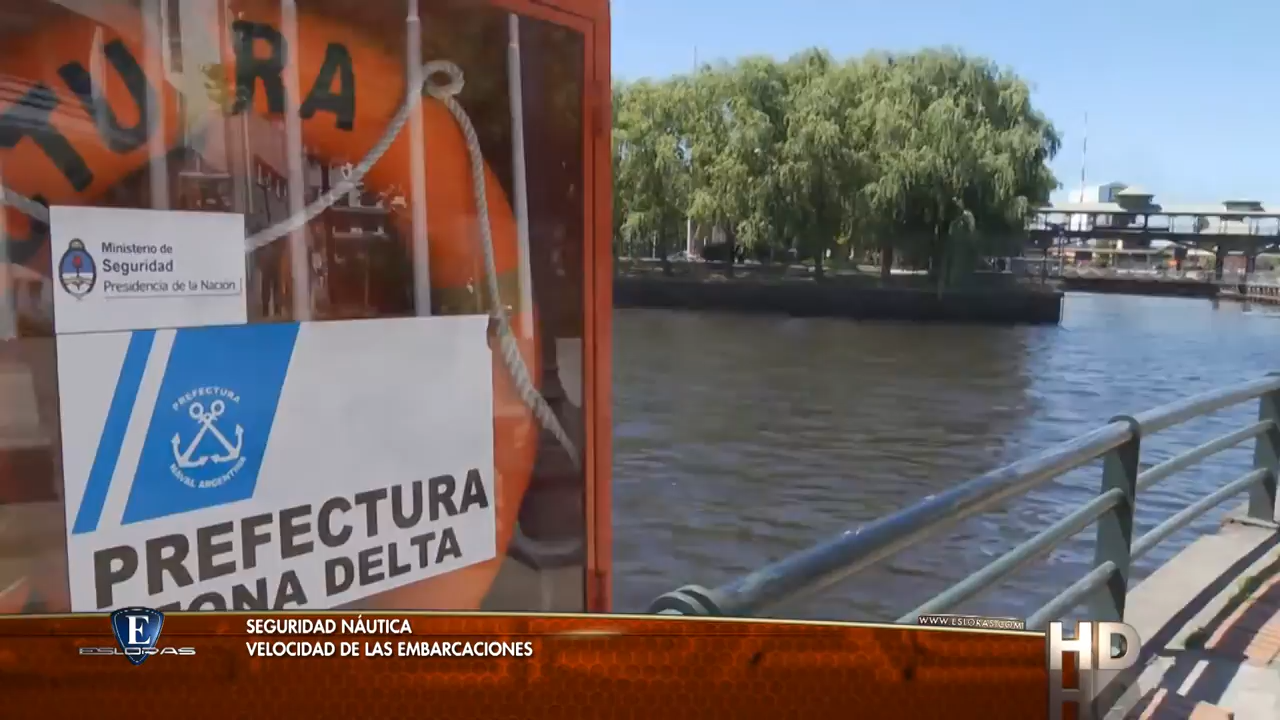 CTURA
Ministerio de
Seguridad
Presidencia de la Nación
PREFECTURA
NAVAL ARGENTINA
PREFECTURA
ZONA DELTA
E
ESLORAS
SEGURIDAD NÁUTICA
VELOCIDAD DE LAS EMBARCACIONES
WWW.ESLORAS.COM
HD